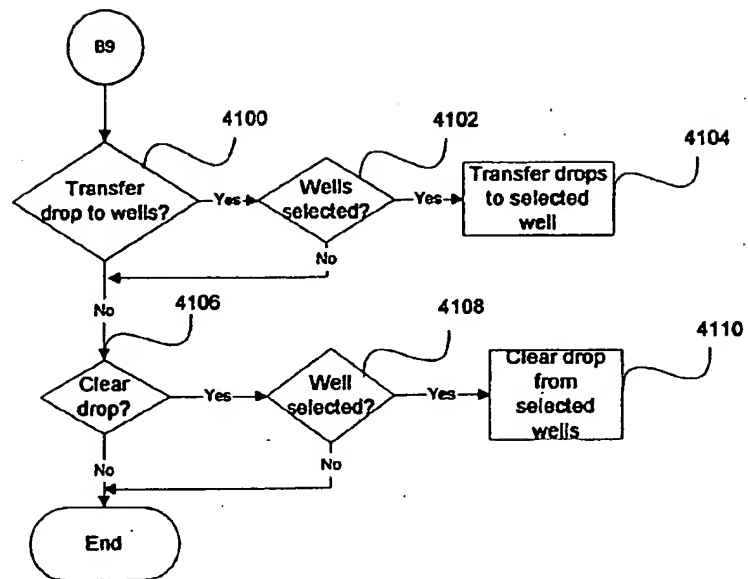 B9
4100
4102
4104
Transfer
drop to wells?
Yes
Wells
selected?
Yes
Transfer drops
to selected
well
No
No
4106
4108
4110
Clear
drop?
Yes
Well
selected?
Yes
Clear drop
from
selected
wells
No
No
End